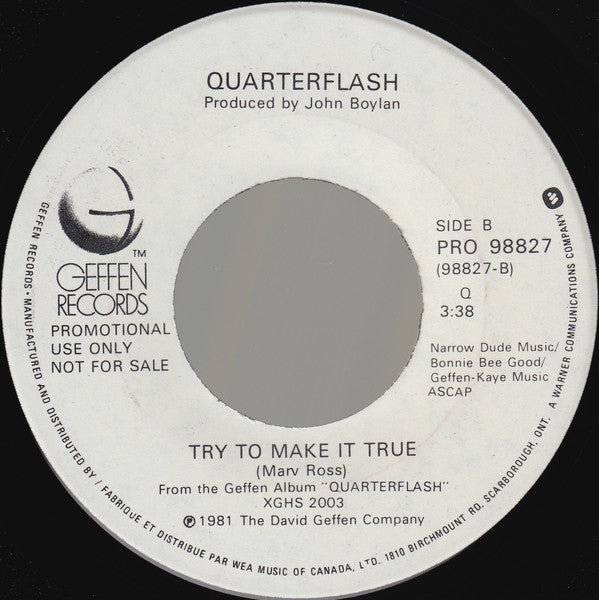 QUARTERFLASH
Produced by John Boylan
G
TM
GEFFEN
RECORDS
PROMOTIONAL
USE ONLY
NOT FOR SALE
SIDE B
PRO 98827
(98827-B)
Q
3:38
Narrow Dude Music/
Bonnie Bee Good/
Geffen-Kaye Music
ASCAP
TRY TO MAKE IT TRUE
(Marv Ross)
From the Geffen Album "QUARTERFLASH"
XGHS 2003
Ⓟ 1981 The David Geffen Company
GEFFEN RECORDS • MANUFACTURED AND DISTRIBUTED BY / FABRIQUE ET DISTRIBUE PAR WEA MUSIC OF CANADA, LTD. 1810 BIRCHMOUNT RD. SCARBOROUGH, ONT. A WARNER COMMUNICATIONS COMPANY